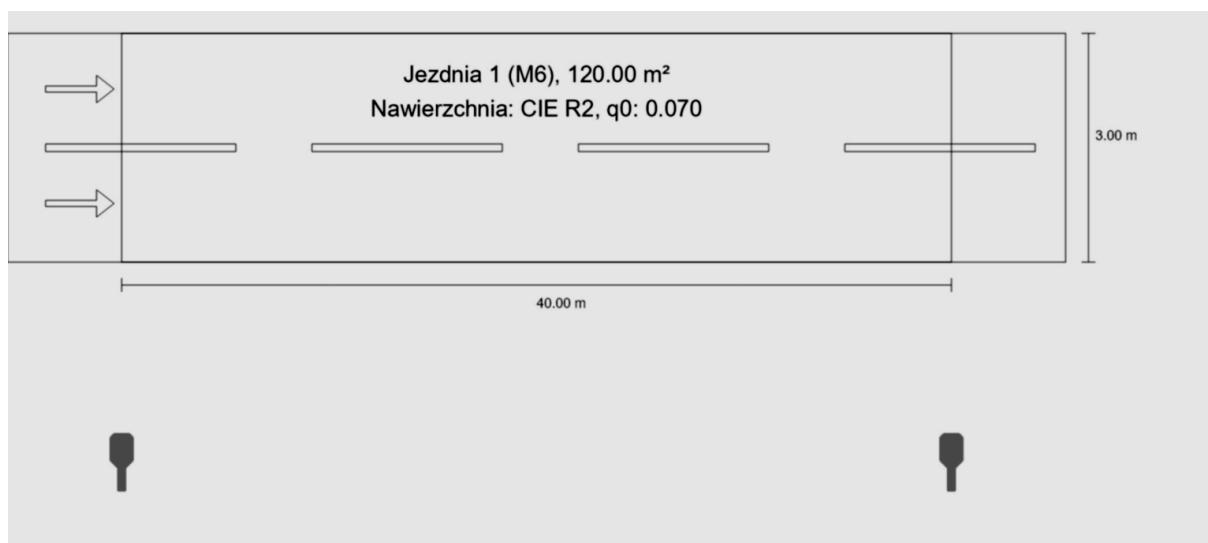 Jezdnia 1 (M6), 120.00 m²
Nawierzchnia: CIE R2, q0: 0.070
3.00 m
40.00 m